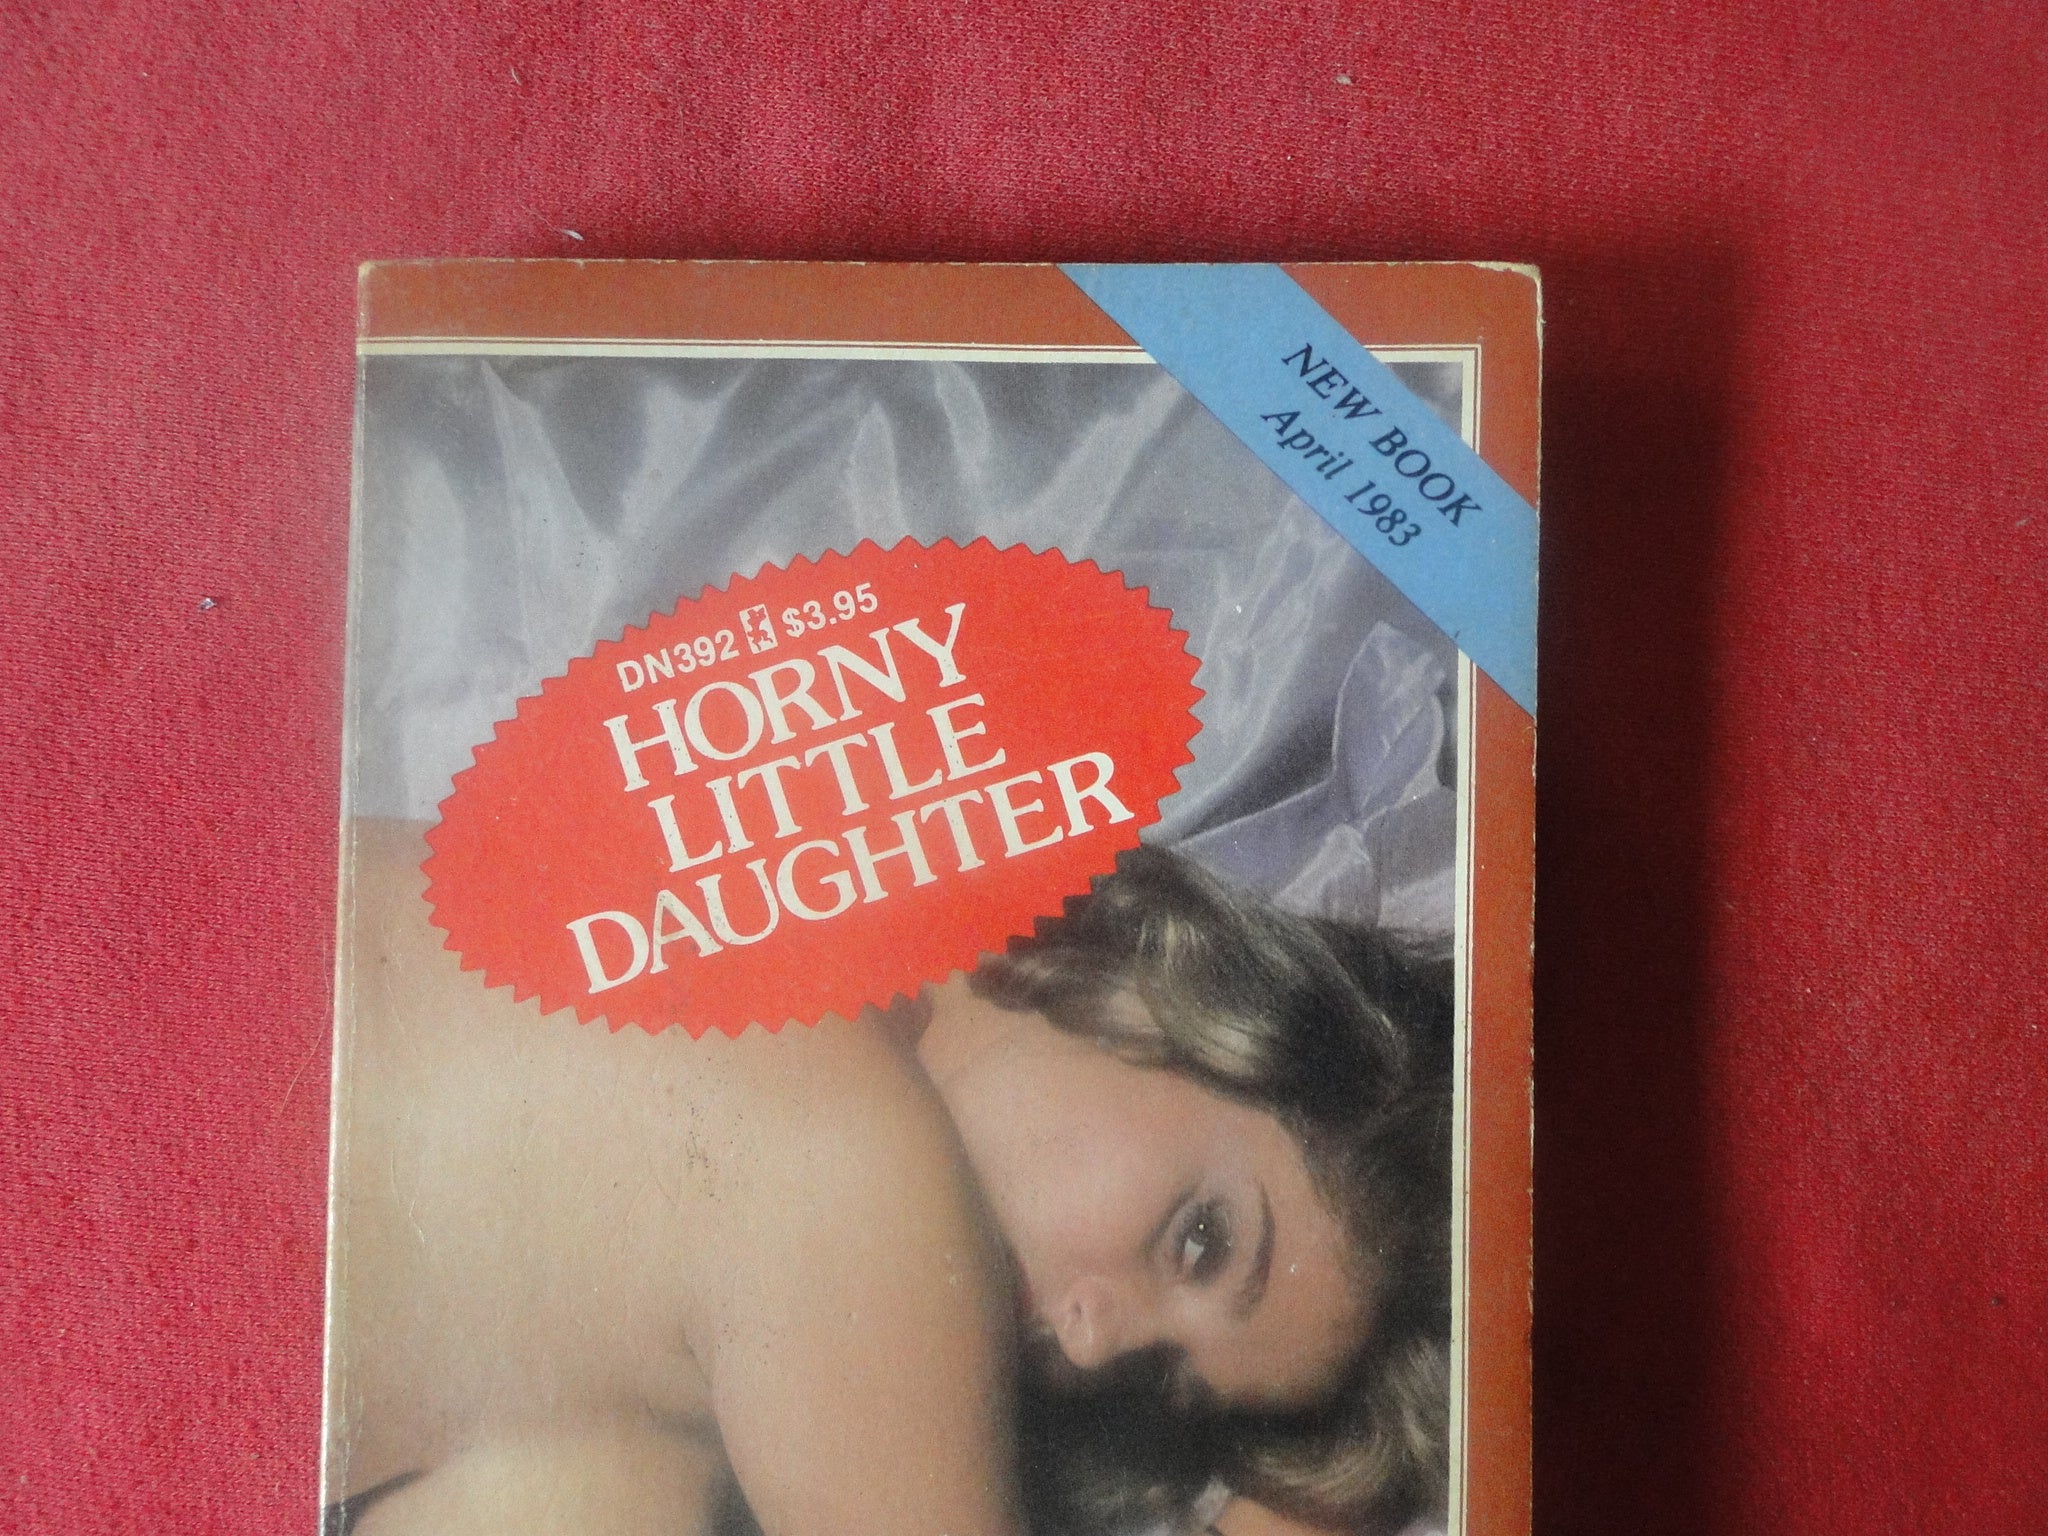 NEW BOOK
April 1983
DN392 $3.95
HORNY
LITTLE
DAUGHTER